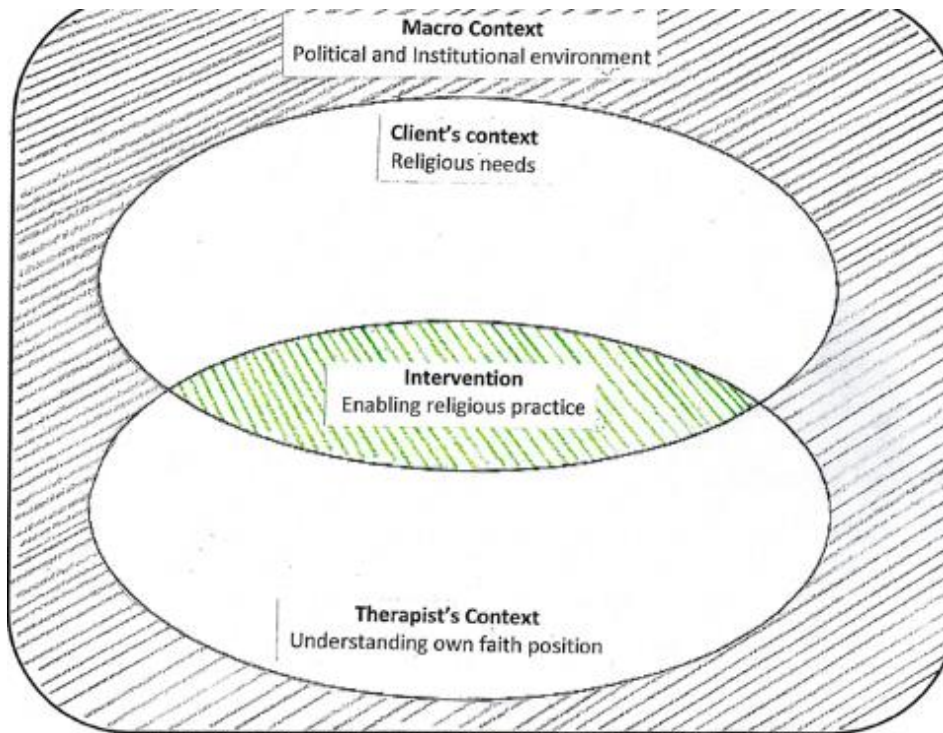 Macro Context
Political and Institutional environment
Client's context
Religious needs
Intervention
Enabling religious practice
Therapist's Context
Understanding own faith position